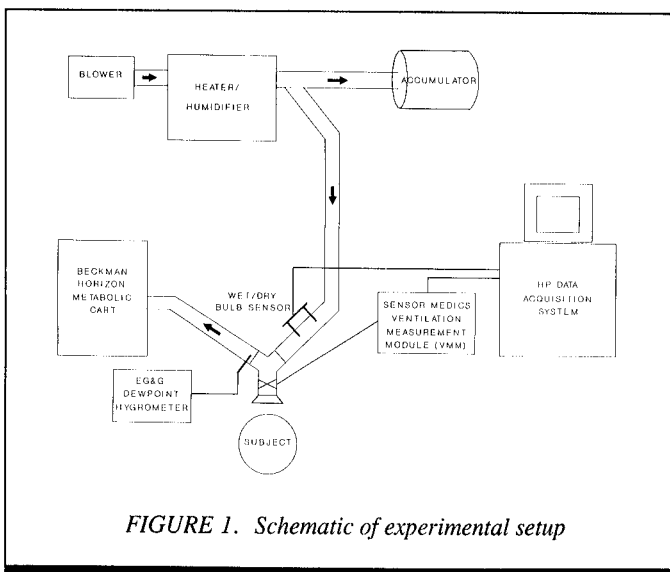 BLOWER
HEATER/
HUMIDIFIER
ACCUMULATOR
BECKMAN
HORIZON
METABOLIC
CART
WET/DRY
BULB SENSOR
SENSOR MEDICS
VENTILATION
MEASUREMENT
MODULE (VMM)
HP DATA
ACQUISITION
SYSTEM
EG&G
DEWPOINT
HYGROMETER
SUBJECT
FIGURE 1. Schematic of experimental setup